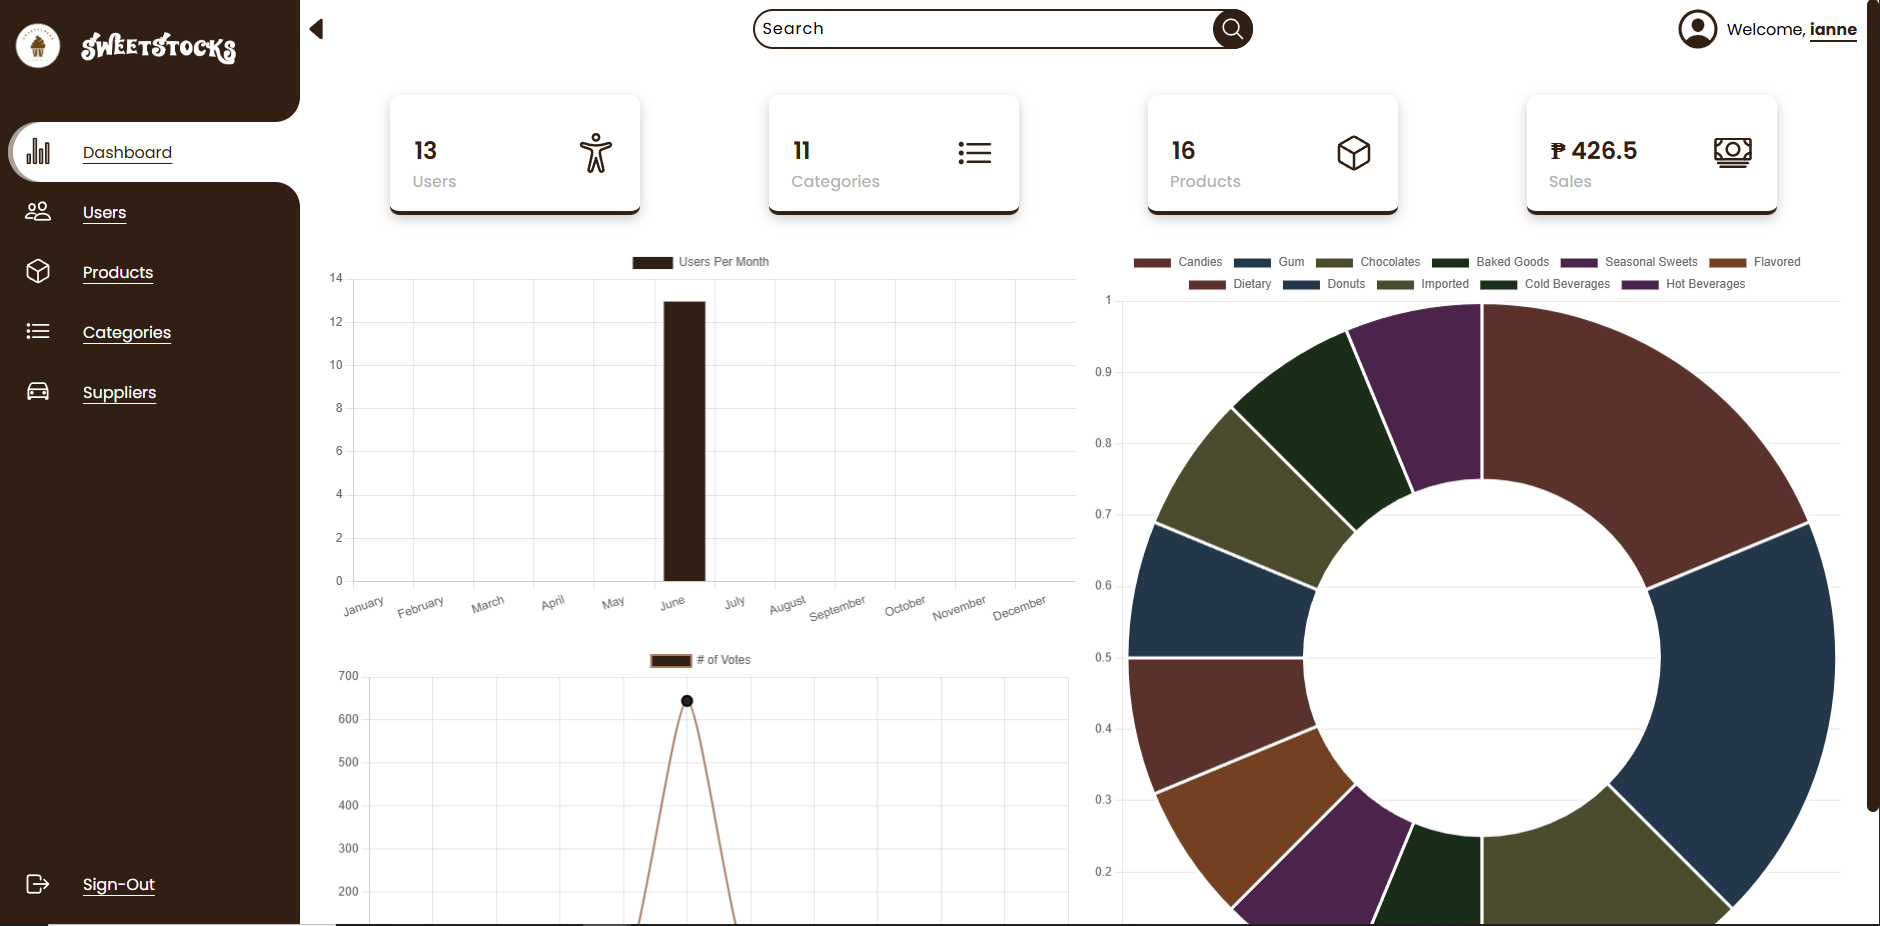 SWEETSTOCKS
Search
Welcome, ianne
Dashboard
Users
Products
Categories
Suppliers
Sign-Out
13
Users
11
Categories
16
Products
₱ 426.5
Sales
Users Per Month
14
12
10
8
6
4
2
0
January February March April May June July August September October November December
# of Votes
700
600
500
400
300
200
Candies Gum Chocolates Baked Goods Seasonal Sweets Flavored
Dietary Donuts Imported Cold Beverages Hot Beverages
1
0.9
0.8
0.7
0.6
0.5
0.4
0.3
0.2